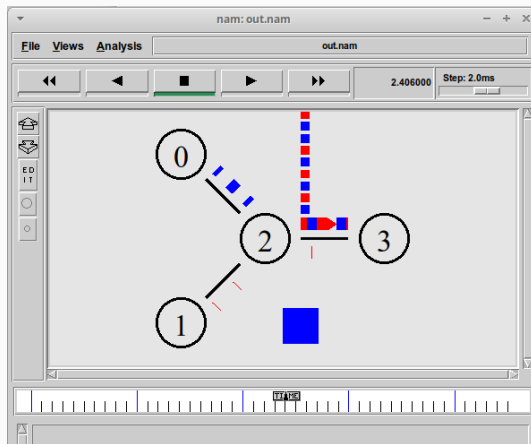 nam: out.nam
File Views Analysis out.nam
2.406000 Step: 2.0ms
ED
IT
0
2 3
1
TIME